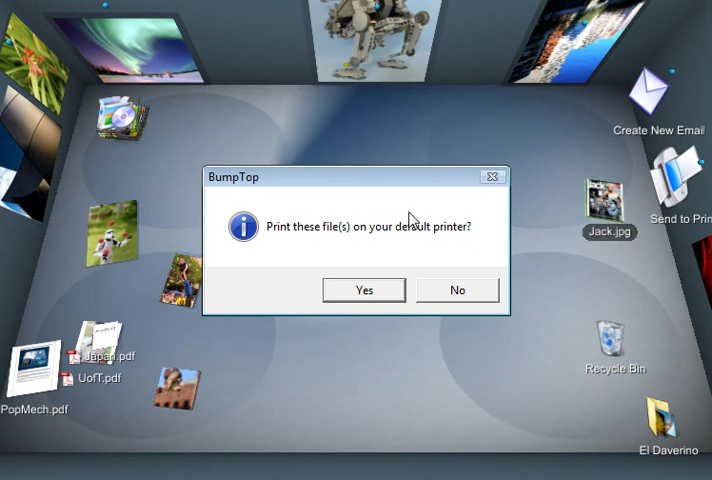 Create New Email
BumpTop
Send to Prin
Print these file(s) on your default printer?
Jack.jpg
Yes
No
Japan.pdf
UofT.pdf
Recycle Bin
PopMech.pdf
El Daverino